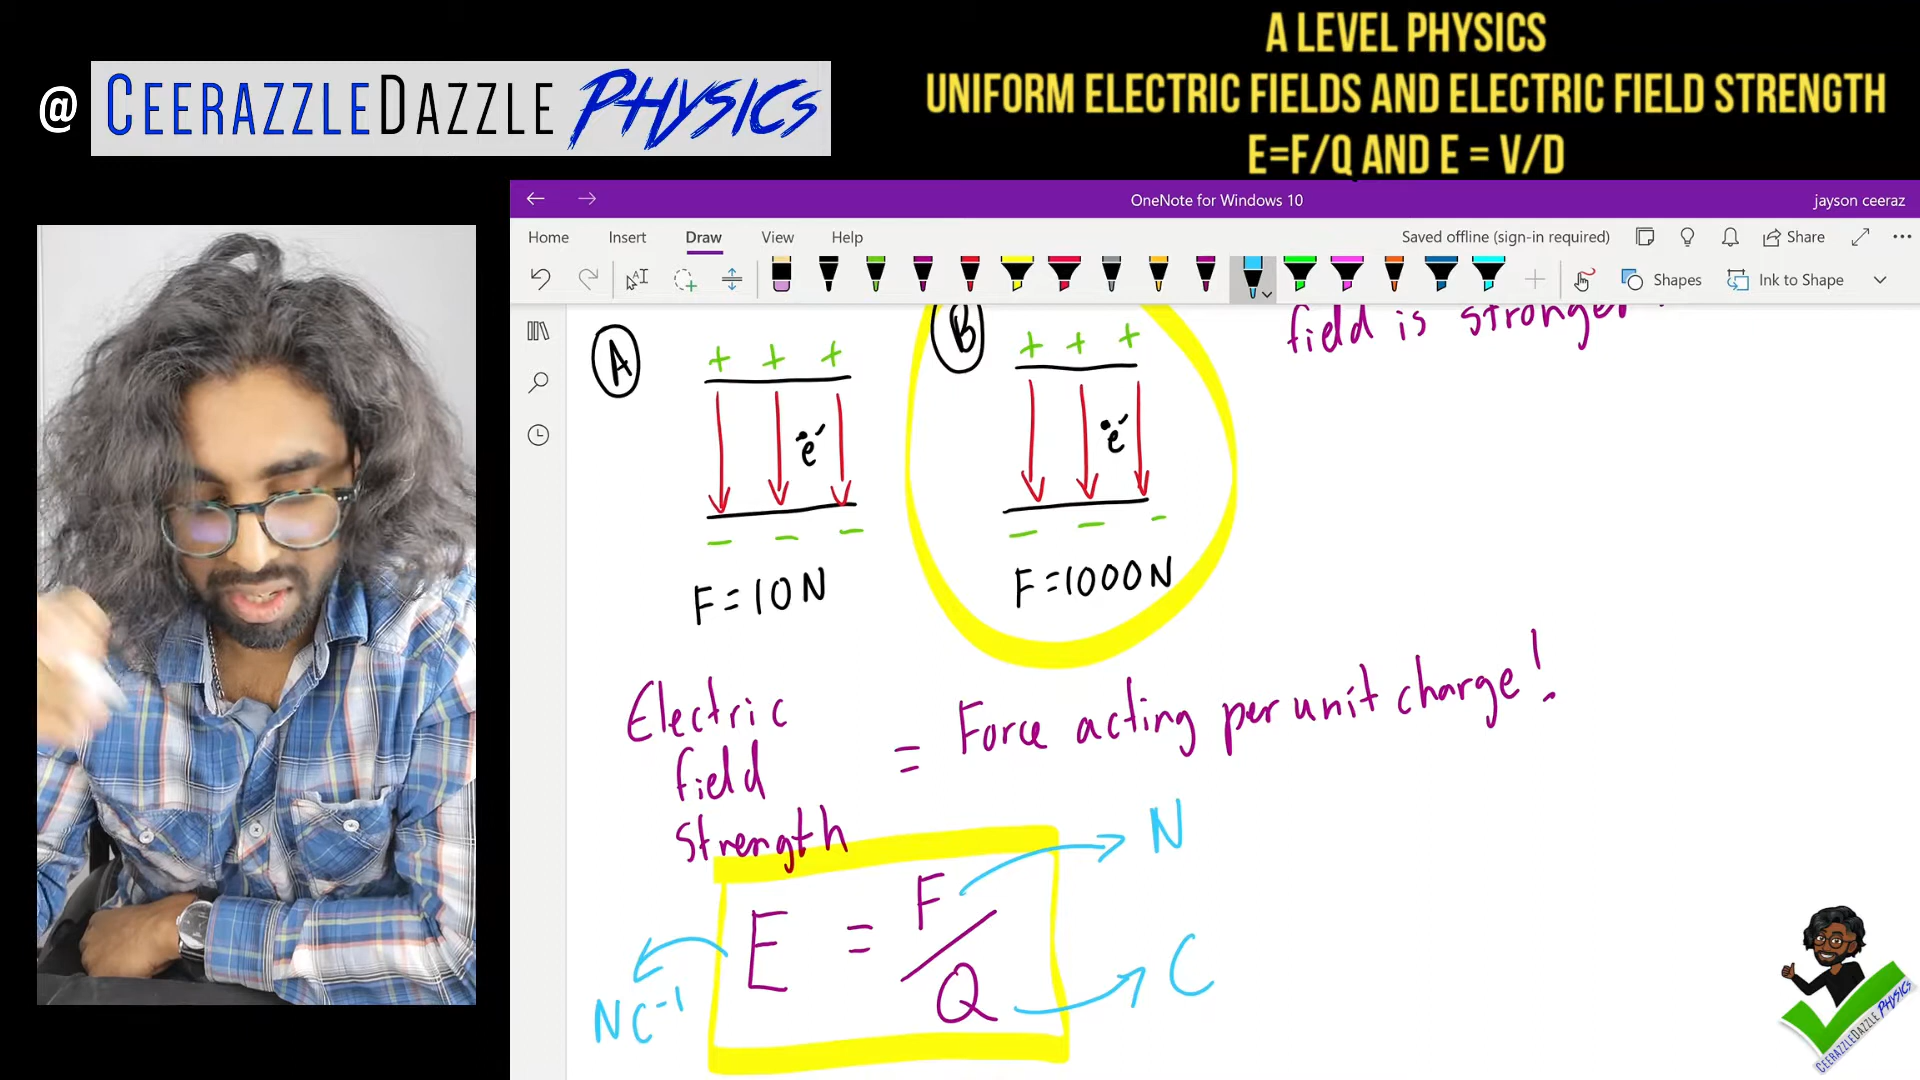 A LEVEL PHYSICS
UNIFORM ELECTRIC FIELDS AND ELECTRIC FIELD STRENGTH
E=F/Q AND E = V/D
@ CEERAZZLEDAZZLE PHYSICS
OneNote for Windows 10
jayson ceeraz
Home Insert Draw View Help
Saved offline (sign-in required) Share
Shapes Ink to Shape
field is stronger
A
B
+ + +
+ + +
e-
e-
- - -
- - -
F = 10N
F = 1000N
Electric
field
strength
= Force acting per unit charge!
N
E = F/Q
C
NC-1
CEERAZZLEDAZZLE PHYSICS